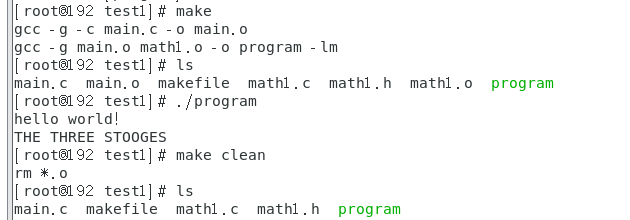 [root@192 test1]# make
gcc -g -c main.c -o main.o
gcc -g main.o math1.o -o program -lm
[root@192 test1]# ls
main.c main.o makefile math1.c math1.h math1.o program
[root@192 test1]# ./program
hello world!
THE THREE STOOGES
[root@192 test1]# make clean
rm *.o
[root@192 test1]# ls
main.c makefile math1.c math1.h program